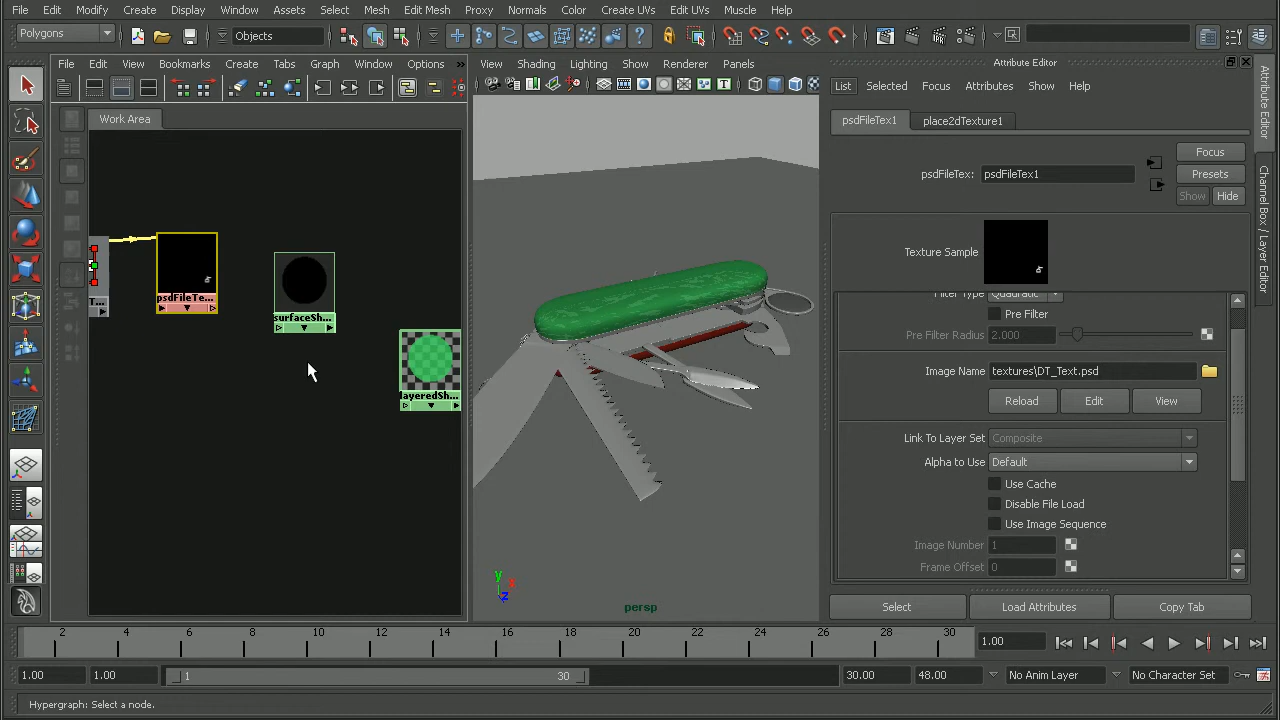 File Edit Modify Create Display Window Assets Select Mesh Edit Mesh Proxy Normals Color Create UVs Edit UVs Muscle Help
Polygons Objects
File Edit View Bookmarks Create Tabs Graph Window Options »
View Shading Lighting Show Renderer Panels
Attribute Editor
List Selected Focus Attributes Show Help
Work Area
psdFileTex1 place2dTexture1
Focus
psdFileTex: psdFileTex1
Presets
Show Hide
Texture Sample
Filter Type Quadratic
Pre Filter
Pre Filter Radius 2.000
Image Name textures\DT_Text.psd
Reload Edit View
Link To Layer Set Composite
Alpha to Use Default
Use Cache
Disable File Load
Use Image Sequence
Image Number 1
Frame Offset 0
Select Load Attributes Copy Tab
T... psdFileTe...
surfaceSh...
layeredSh...
y x z
persp
Attribute Editor
Channel Box / Layer Editor
2 4 6 8 10 12 14 16 18 20 22 24 26 28 30
1.00
1.00 1.00 1 30 30.00 48.00 No Anim Layer No Character Set
Hypergraph: Select a node.